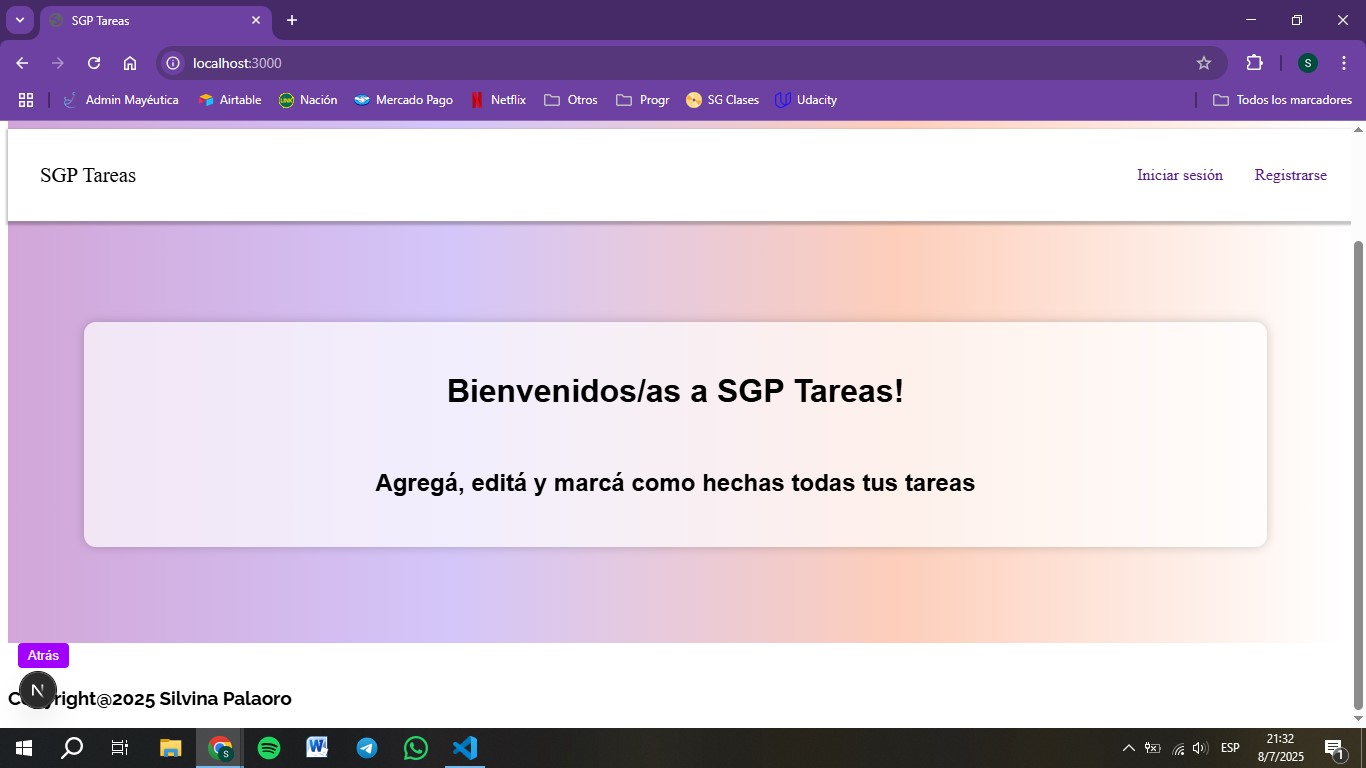 SGP Tareas
localhost:3000
S
Admin Mayéutica
Airtable
LINK
Nación
Mercado Pago
Netflix
Otros
Progr
SG Clases
Udacity
Todos los marcadores
SGP Tareas
Iniciar sesión
Registrarse
Bienvenidos/as a SGP Tareas!
Agregá, editá y marcá como hechas todas tus tareas
Atrás
N
right@2025 Silvina Palaoro
S
W
ESP
21:32
8/7/2025
1